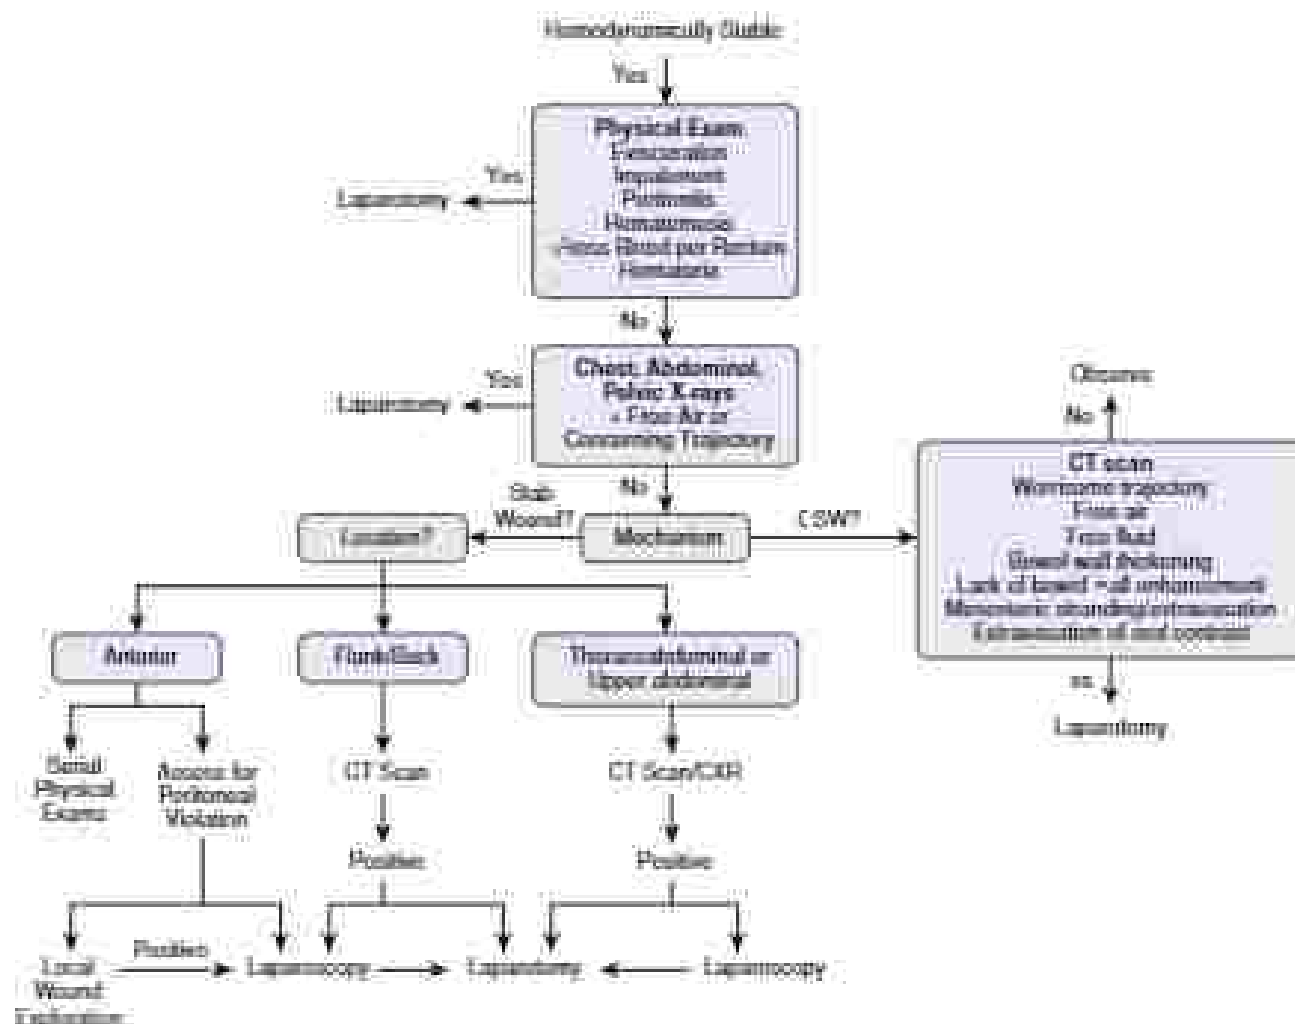 Hemodynamically Stable
Yes
Physical Exam
Evisceration
Impalement
Peritonitis
Hematemesis
Gross Blood per Rectum
Hematuria
Yes
Laparotomy
No
Chest, Abdominal,
Pelvic X-rays
Free Air or
Concerning Trajectory
Yes
Laparotomy
No
Mechanism
Stab
Wound?
Location?
GSW?
Observe
No
CT scan
Worrisome trajectory
Free air
Free fluid
Bowel wall thickening
Lack of bowel wall enhancement
Mesenteric stranding/extravasation
Extravasation of oral contrast
Laparotomy
Anterior
Flank/Back
Thoracoabdominal or
Upper abdominal
Serial
Physical
Exams
Assess for
Peritoneal
Violation
CT Scan
CT Scan/CXR
Positive
Positive
Local
Wound
Exploration
Positive
Laparoscopy
Laparotomy
Laparoscopy